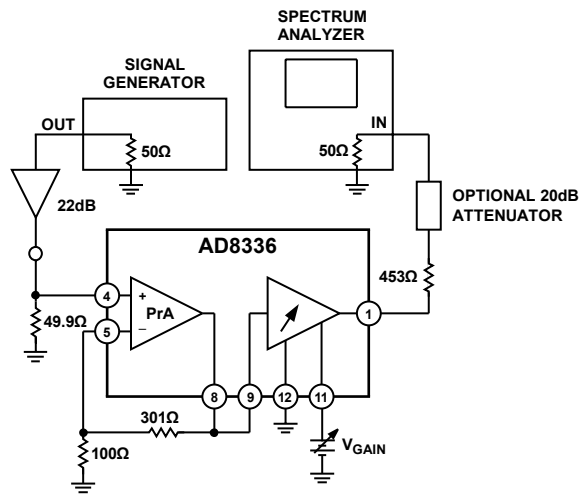 SPECTRUM
ANALYZER
SIGNAL
GENERATOR
OUT
50Ω
IN
50Ω
22dB
OPTIONAL 20dB
ATTENUATOR
AD8336
453Ω
4
+
PrA
5
–
1
49.9Ω
8
9
12
11
301Ω
100Ω
VGAIN